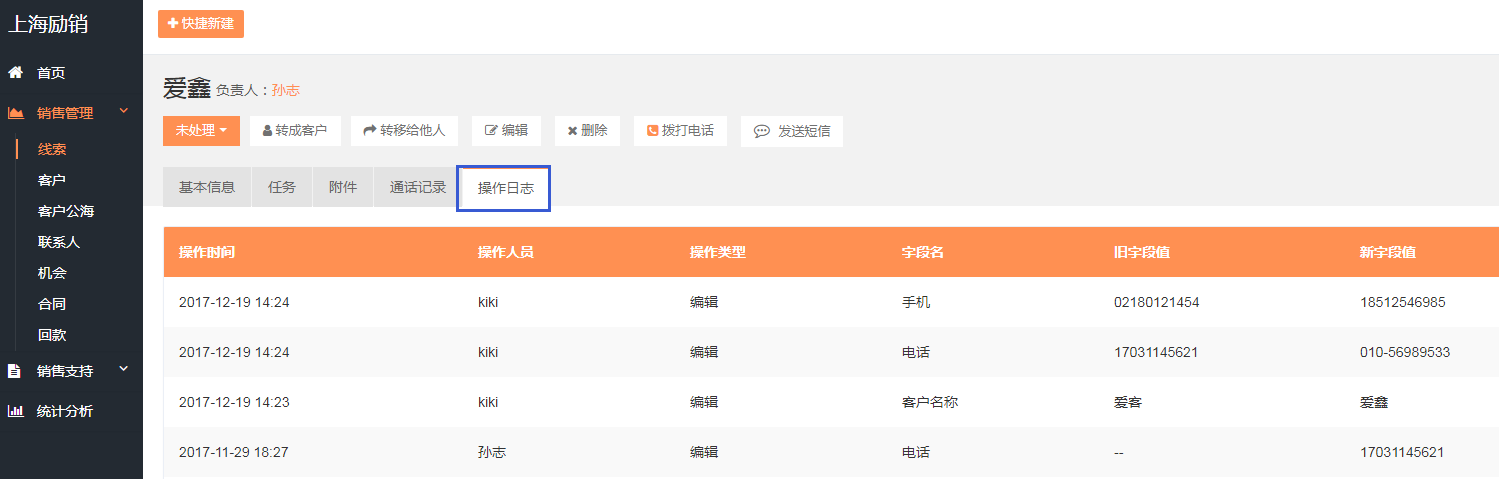 上海励销
快捷新建
首页
销售管理
线索
客户
客户公海
联系人
机会
合同
回款
销售支持
统计分析
爱鑫 负责人：孙志
未处理 转成客户 转移给他人 编辑 删除 拨打电话 发送短信
基本信息 任务 附件 通话记录 操作日志
操作时间 操作人员 操作类型 字段名 旧字段值 新字段值
2017-12-19 14:24 kiki 编辑 手机 02180121454 18512546985
2017-12-19 14:24 kiki 编辑 电话 17031145621 010-56989533
2017-12-19 14:23 kiki 编辑 客户名称 爱客 爱鑫
2017-11-29 18:27 孙志 编辑 电话 -- 17031145621